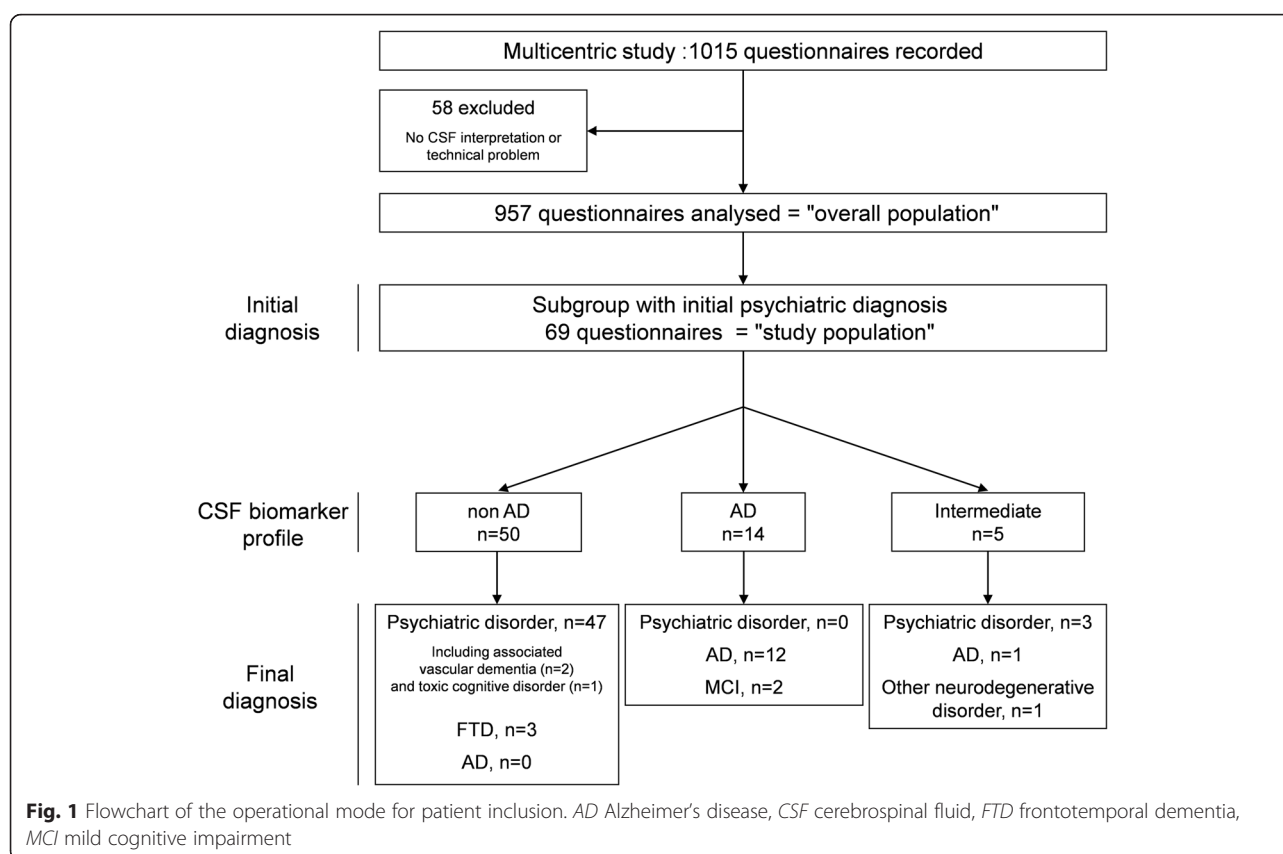 Multicentric study :1015 questionnaires recorded
58 excluded
No CSF interpretation or
technical problem
957 questionnaires analysed = "overall population"
Initial
diagnosis
Subgroup with initial psychiatric diagnosis
69 questionnaires = "study population"
CSF biomarker
profile
non AD
n=50
AD
n=14
Intermediate
n=5
Final
diagnosis
Psychiatric disorder, n=47
Including associated
vascular dementia (n=2)
and toxic cognitive disorder (n=1)
FTD, n=3
AD, n=0
Psychiatric disorder, n=0
AD, n=12
MCI, n=2
Psychiatric disorder, n=3
AD, n=1
Other neurodegenerative
disorder, n=1
Fig. 1 Flowchart of the operational mode for patient inclusion. AD Alzheimer's disease, CSF cerebrospinal fluid, FTD frontotemporal dementia,
MCI mild cognitive impairment